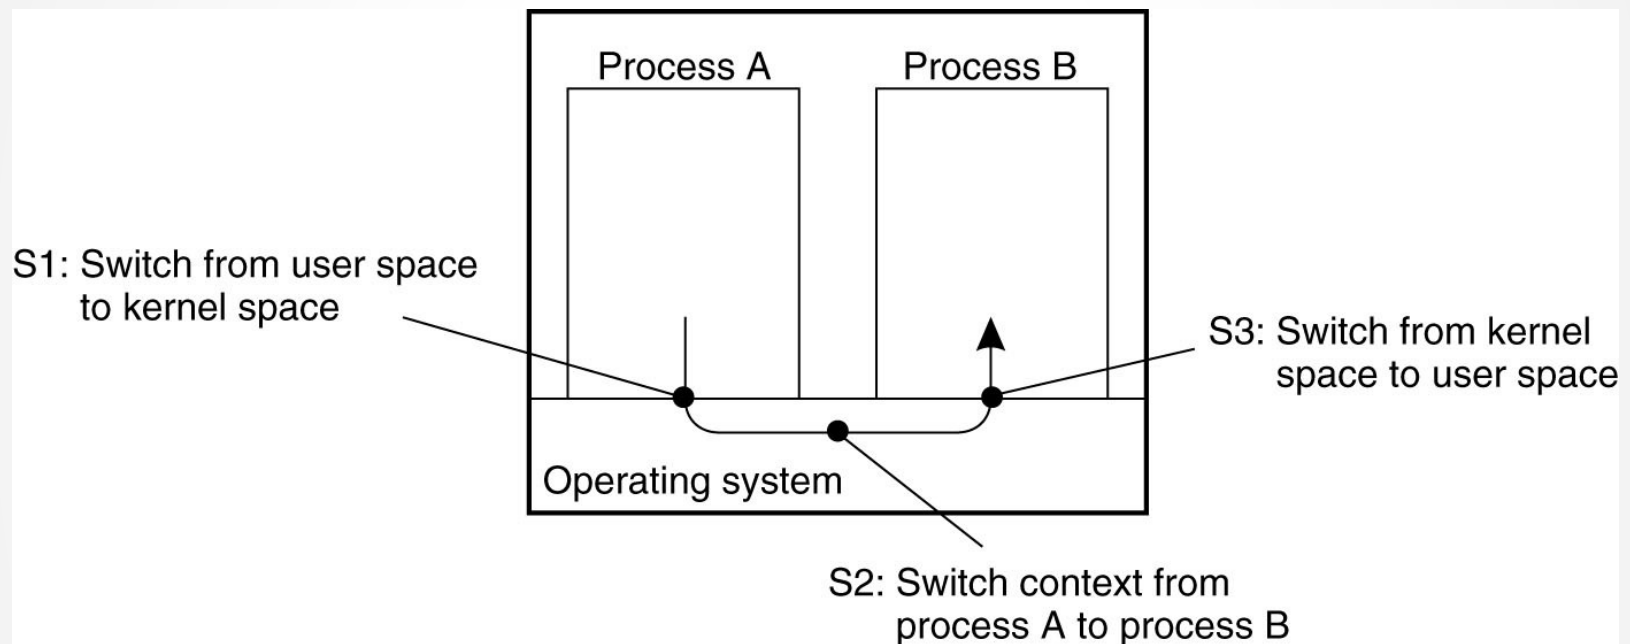 Process A
Process B
S1: Switch from user space
to kernel space
S3: Switch from kernel
space to user space
Operating system
S2: Switch context from
process A to process B